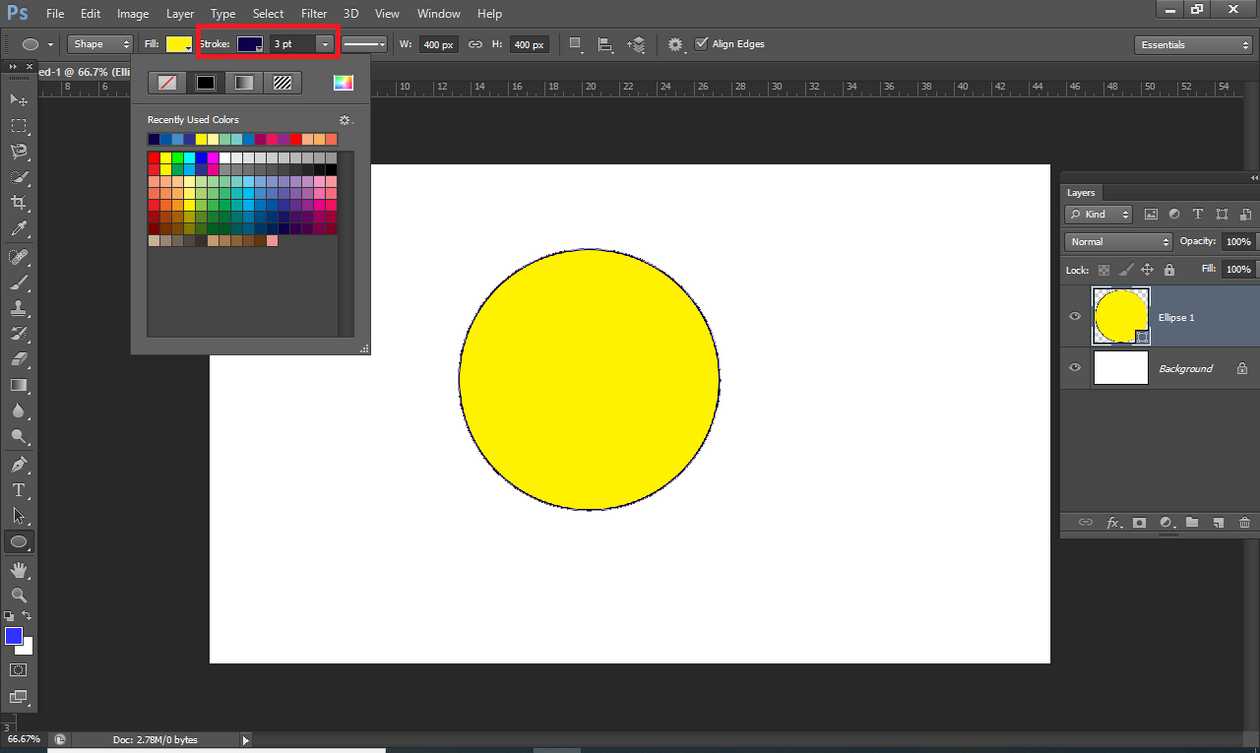 Ps File Edit Image Layer Type Select Filter 3D View Window Help
Shape Fill: Stroke: 3 pt W: 400 px H: 400 px Align Edges Essentials
ed-1 @ 66.7% (Elli
8 6 10 12 14 16 18 20 22 24 26 28 30 32 34 36 38 40 42 44 46 48 50 52 54
Recently Used Colors
Layers
Kind
Normal Opacity: 100%
Lock: Fill: 100%
Ellipse 1
Background
fx
T
3
66.67% Doc: 2.78M/0 bytes